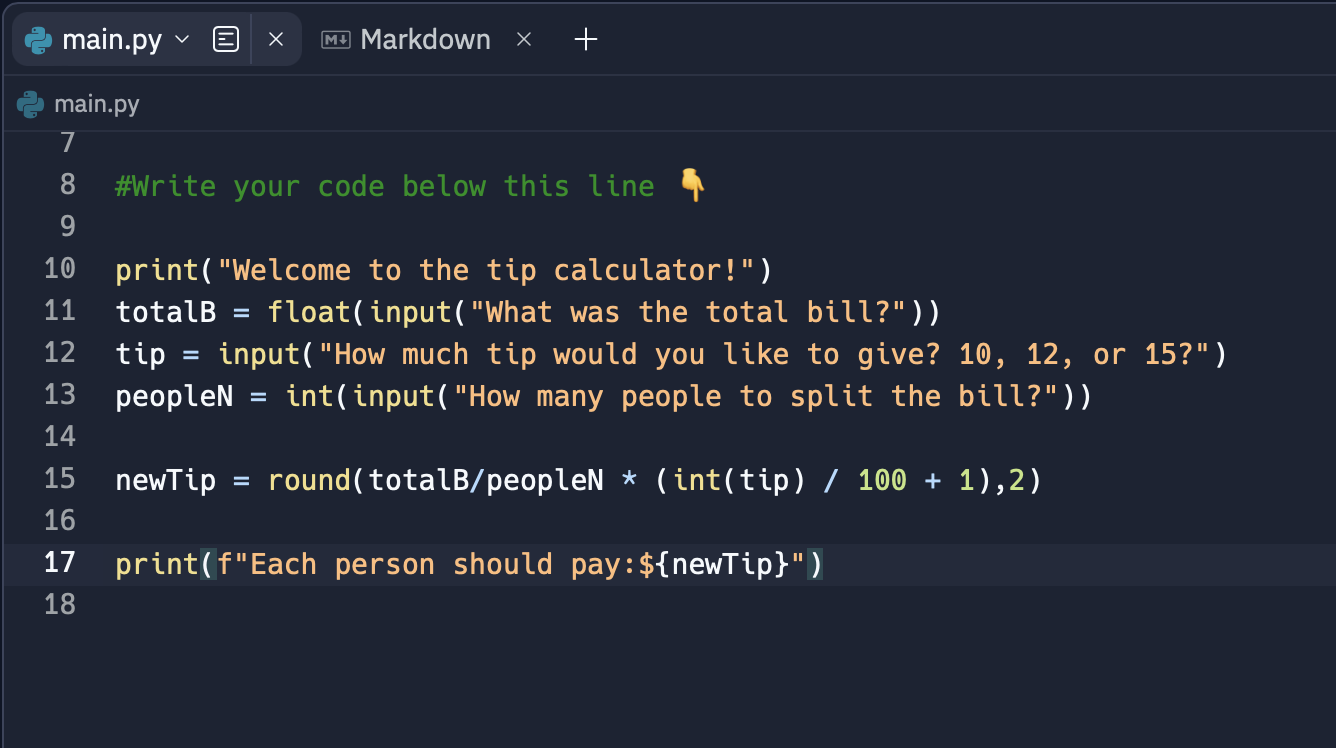 main.py
Markdown
main.py
7
8 #Write your code below this line 👇
9
10 print("Welcome to the tip calculator!")
11 totalB = float(input("What was the total bill?"))
12 tip = input("How much tip would you like to give? 10, 12, or 15?")
13 peopleN = int(input("How many people to split the bill?"))
14
15 newTip = round(totalB/peopleN * (int(tip) / 100 + 1),2)
16
17 print(f"Each person should pay:${newTip}")
18